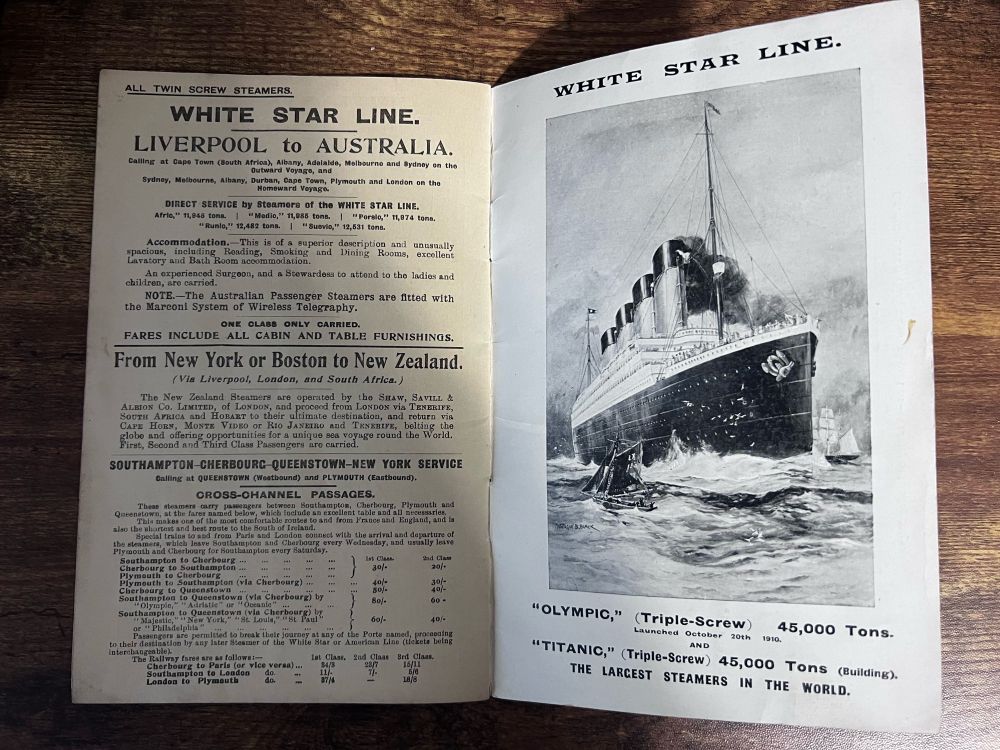 ALL TWIN SCREW STEAMERS.
WHITE STAR LINE.
LIVERPOOL to AUSTRALIA.
Calling at Cape Town (South Africa), Albany, Adelaide, Melbourne and Sydney on the
Outward Voyage, and
Sydney, Melbourne, Albany, Durban, Cape Town, Plymouth and London on the
Homeward Voyage.
DIRECT SERVICE by Steamers of the WHITE STAR LINE.
Afric," 11,948 tons. | "Medic," 11,985 tons. | "Persic," 11,974 tons.
"Runic," 12,482 tons. | "Suevic," 12,531 tons.
Accommodation.—This is of a superior description and unusually
spacious, including Reading, Smoking and Dining Rooms, excellent
Lavatory and Bath Room accommodation.
An experienced Surgeon, and a Stewardess to attend to the ladies and
children, are carried.
NOTE.—The Australian Passenger Steamers are fitted with
the Marconi System of Wireless Telegraphy.
ONE CLASS ONLY CARRIED.
FARES INCLUDE ALL CABIN AND TABLE FURNISHINGS.
From New York or Boston to New Zealand.
(Via Liverpool, London, and South Africa.)
The New Zealand Steamers are operated by the SHAW, SAVILL &
ALBION CO. LIMITED, of LONDON, and proceed from LONDON via TENERIFE,
SOUTH AFRICA and HOBART to their ultimate destination, and return via
CAPE HORN, MONTE VIDEO or RIO JANEIRO and TENERIFE, belting the
globe and offering opportunities for a unique sea voyage round the World.
First, Second and Third Class Passengers are carried.
SOUTHAMPTON–CHERBOURG–QUEENSTOWN–NEW YORK SERVICE
Calling at QUEENSTOWN (Westbound) and PLYMOUTH (Eastbound).
CROSS-CHANNEL PASSAGES.
These steamers carry passengers between Southampton, Cherbourg, Plymouth and
Queenstown, at the fares named below, which include an excellent table and all necessaries.
This makes one of the most comfortable routes to and from France and England, and is
also the shortest and best route to the South of Ireland.
Special trains to and from Paris and London connect with the arrival and departure of
the steamers, which leave Southampton and Cherbourg every Wednesday, and usually leave
Plymouth and Cherbourg for Southampton every Saturday.
1st Class. 2nd Class
Southampton to Cherbourg ... ... ... ... ...
Cherbourg to Southampton ... ... ... ... ... } 30/- 20/-
Plymouth to Cherbourg ... ... ... ... ...
Plymouth to Southampton (via Cherbourg) ... ... ... 40/- 30/-
Cherbourg to Queenstown ... ... ... ... ... 50/- 40/-
Southampton to Queenstown (via Cherbourg) by
"Olympic," "Adriatic" or "Oceanic" ... ... ... } 80/- 60 -
Southampton to Queenstown (via Cherbourg) by
"Majestic," "New York," "St. Louis," "St Paul"
or "Philadelphia" ... ... ... } 60/- 40/-
Passengers are permitted to break their journey at any of the Ports named, proceeding
to their destination by any later Steamer of the White Star or American Line (tickets being
interchangeable).
The Railway fares are as follows:— 1st Class. 2nd Class 3rd Class.
Cherbourg to Paris (or vice versa)... 34/3 23/7 15/11
Southampton to London do. ... 11/- 7/- 5/6
London to Plymouth do. ... 37/4 — 18/8
WHITE STAR LINE.
"OLYMPIC," (Triple-Screw) 45,000 Tons.
Launched October 20th 1910.
AND
"TITANIC," (Triple-Screw) 45,000 Tons (Building).
THE LARGEST STEAMERS IN THE WORLD.